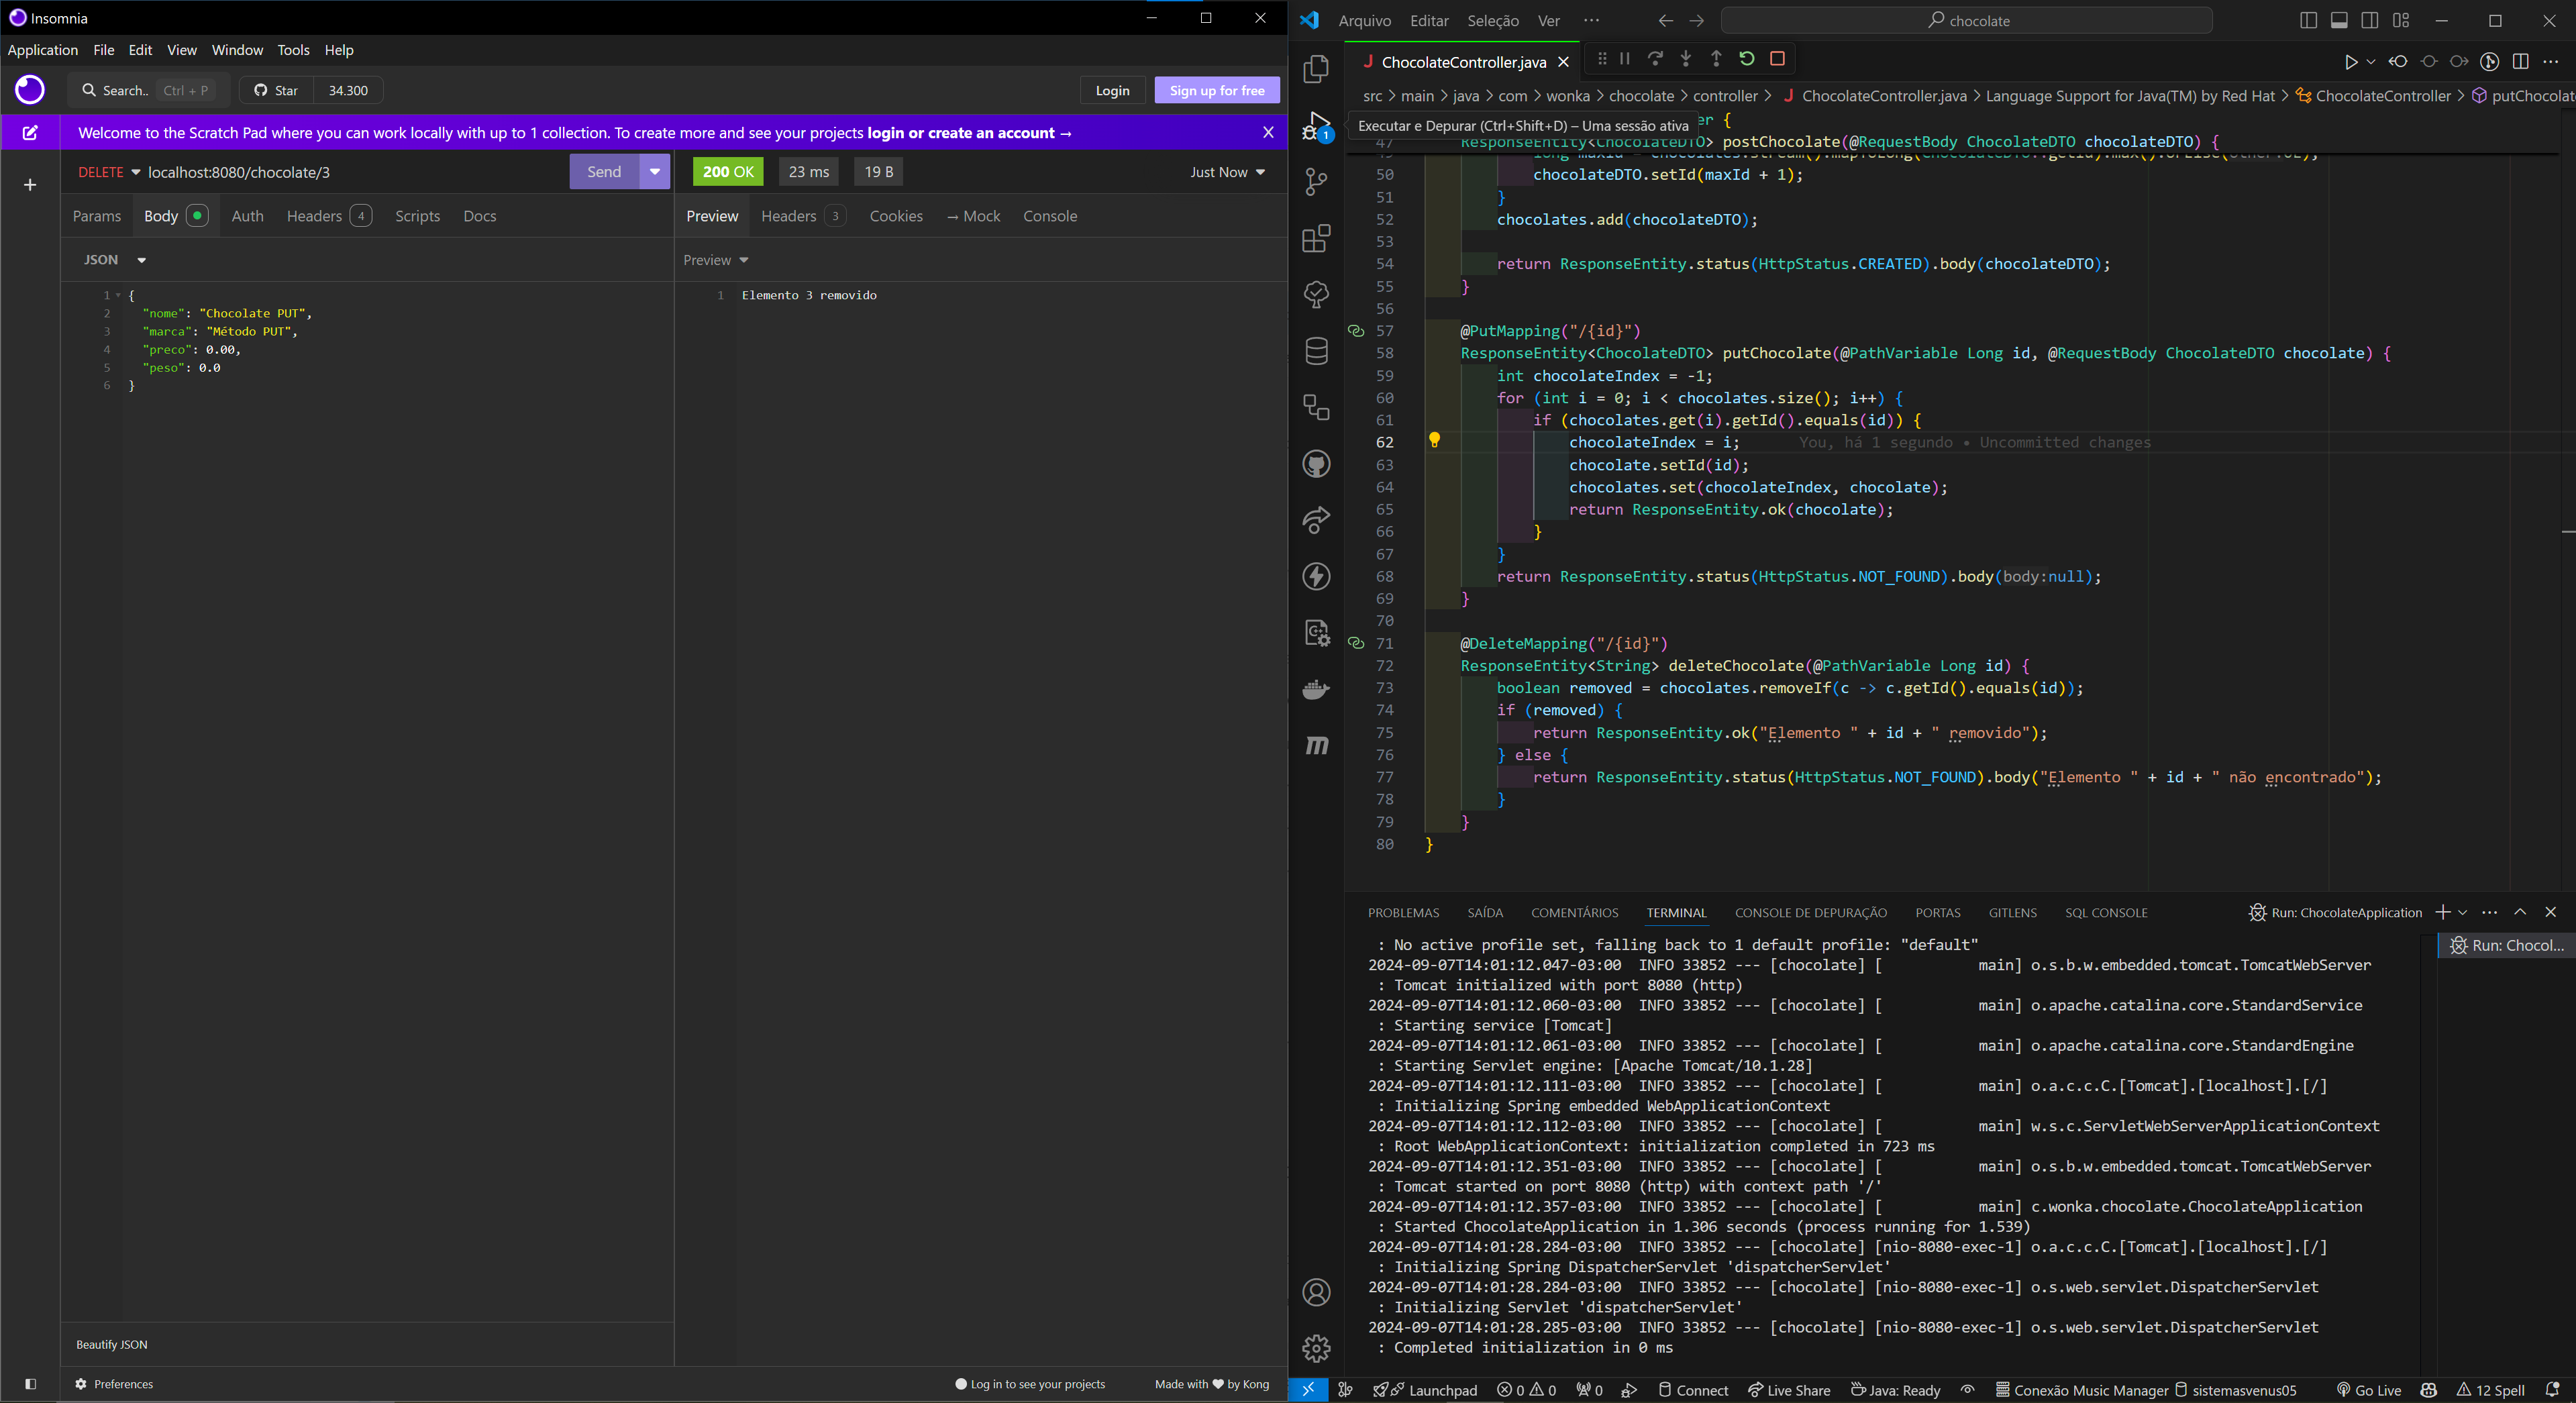 Insomnia
Application File Edit View Window Tools Help
Search.. Ctrl + P Star 34.300 Login Sign up for free
Welcome to the Scratch Pad where you can work locally with up to 1 collection. To create more and see your projects login or create an account →
DELETE localhost:8080/chocolate/3 Send 200 OK 23 ms 19 B Just Now
Params Body Auth Headers 4 Scripts Docs
Preview Headers 3 Cookies → Mock Console
JSON
Preview
1 {
2 "nome": "Chocolate PUT",
3 "marca": "Método PUT",
4 "preco": 0.00,
5 "peso": 0.0
6 }
1 Elemento 3 removido
Beautify JSON
Preferences
Log in to see your projects Made with ♥ by Kong
Arquivo Editar Seleção Ver ··· chocolate
ChocolateController.java
src > main > java > com > wonka > chocolate > controller > ChocolateController.java > Language Support for Java(TM) by Red Hat > ChocolateController > putChocolat
Executar e Depurar (Ctrl+Shift+D) – Uma sessão ativa
1
er {
47 ResponseEntity<ChocolateDTO> postChocolate(@RequestBody ChocolateDTO chocolateDTO) {
50 chocolateDTO.setId(maxId + 1);
51 }
52 chocolates.add(chocolateDTO);
53
54 return ResponseEntity.status(HttpStatus.CREATED).body(chocolateDTO);
55 }
56
57 @PutMapping("/{id}")
58 ResponseEntity<ChocolateDTO> putChocolate(@PathVariable Long id, @RequestBody ChocolateDTO chocolate) {
59 int chocolateIndex = -1;
60 for (int i = 0; i < chocolates.size(); i++) {
61 if (chocolates.get(i).getId().equals(id)) {
62 chocolateIndex = i; You, há 1 segundo • Uncommitted changes
63 chocolate.setId(id);
64 chocolates.set(chocolateIndex, chocolate);
65 return ResponseEntity.ok(chocolate);
66 }
67 }
68 return ResponseEntity.status(HttpStatus.NOT_FOUND).body(body:null);
69 }
70
71 @DeleteMapping("/{id}")
72 ResponseEntity<String> deleteChocolate(@PathVariable Long id) {
73 boolean removed = chocolates.removeIf(c -> c.getId().equals(id));
74 if (removed) {
75 return ResponseEntity.ok("Elemento " + id + " removido");
76 } else {
77 return ResponseEntity.status(HttpStatus.NOT_FOUND).body("Elemento " + id + " não encontrado");
78 }
79 }
80 }
PROBLEMAS SAÍDA COMENTÁRIOS TERMINAL CONSOLE DE DEPURAÇÃO PORTAS GITLENS SQL CONSOLE Run: ChocolateApplication
Run: Chocol...
: No active profile set, falling back to 1 default profile: "default"
2024-09-07T14:01:12.047-03:00 INFO 33852 --- [chocolate] [ main] o.s.b.w.embedded.tomcat.TomcatWebServer
: Tomcat initialized with port 8080 (http)
2024-09-07T14:01:12.060-03:00 INFO 33852 --- [chocolate] [ main] o.apache.catalina.core.StandardService
: Starting service [Tomcat]
2024-09-07T14:01:12.061-03:00 INFO 33852 --- [chocolate] [ main] o.apache.catalina.core.StandardEngine
: Starting Servlet engine: [Apache Tomcat/10.1.28]
2024-09-07T14:01:12.111-03:00 INFO 33852 --- [chocolate] [ main] o.a.c.c.C.[Tomcat].[localhost].[/]
: Initializing Spring embedded WebApplicationContext
2024-09-07T14:01:12.112-03:00 INFO 33852 --- [chocolate] [ main] w.s.c.ServletWebServerApplicationContext
: Root WebApplicationContext: initialization completed in 723 ms
2024-09-07T14:01:12.351-03:00 INFO 33852 --- [chocolate] [ main] o.s.b.w.embedded.tomcat.TomcatWebServer
: Tomcat started on port 8080 (http) with context path '/'
2024-09-07T14:01:12.357-03:00 INFO 33852 --- [chocolate] [ main] c.wonka.chocolate.ChocolateApplication
: Started ChocolateApplication in 1.306 seconds (process running for 1.539)
2024-09-07T14:01:28.284-03:00 INFO 33852 --- [chocolate] [nio-8080-exec-1] o.a.c.c.C.[Tomcat].[localhost].[/]
: Initializing Spring DispatcherServlet 'dispatcherServlet'
2024-09-07T14:01:28.284-03:00 INFO 33852 --- [chocolate] [nio-8080-exec-1] o.s.web.servlet.DispatcherServlet
: Initializing Servlet 'dispatcherServlet'
2024-09-07T14:01:28.285-03:00 INFO 33852 --- [chocolate] [nio-8080-exec-1] o.s.web.servlet.DispatcherServlet
: Completed initialization in 0 ms
Launchpad 0 0 0 Connect Live Share Java: Ready Conexão Music Manager sistemasvenus05 Go Live 12 Spell